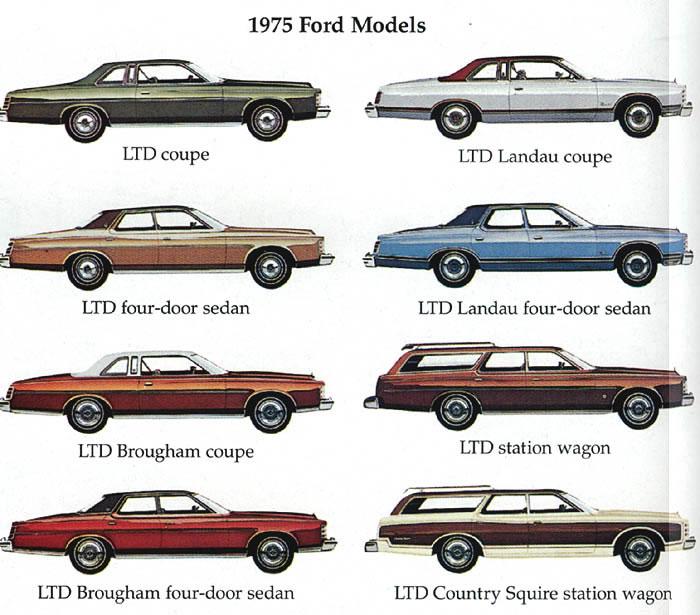 1975 Ford Models
LTD coupe
LTD Landau coupe
LTD four-door sedan
LTD Landau four-door sedan
LTD Brougham coupe
LTD station wagon
LTD Brougham four-door sedan
LTD Country Squire station wagon